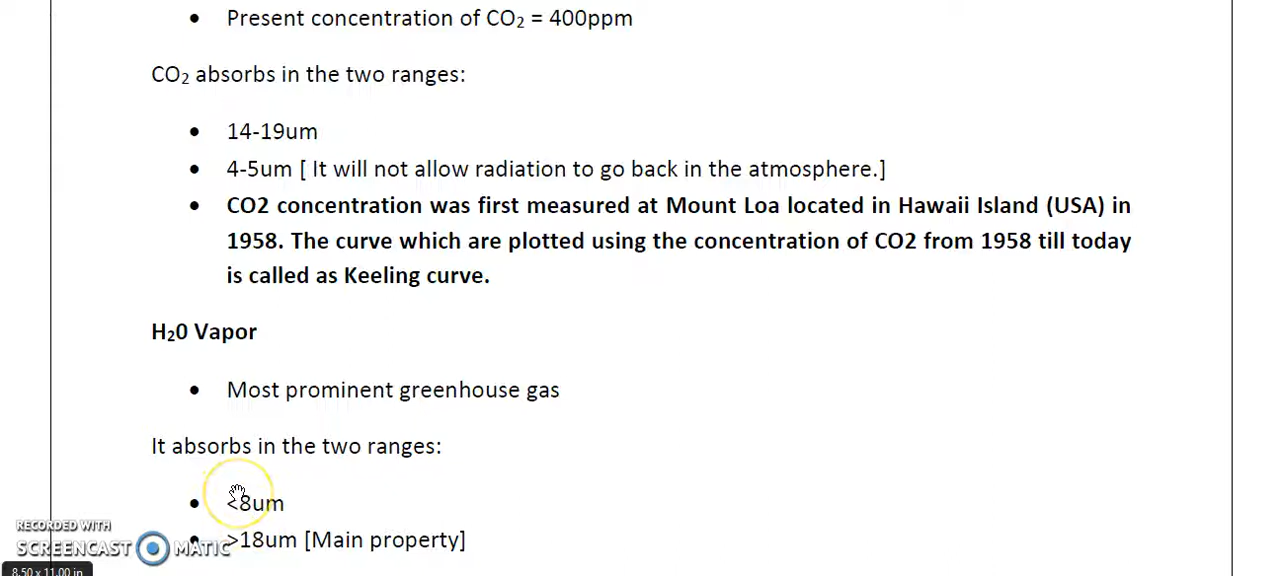 • Present concentration of CO₂ = 400ppm
CO₂ absorbs in the two ranges:
• 14-19um
• 4-5um [ It will not allow radiation to go back in the atmosphere.]
• CO2 concentration was first measured at Mount Loa located in Hawaii Island (USA) in
1958. The curve which are plotted using the concentration of CO2 from 1958 till today
is called as Keeling curve.
H₂0 Vapor
• Most prominent greenhouse gas
It absorbs in the two ranges:
• <8um
• >18um [Main property]
RECORDED WITH
SCREENCAST MATIC
8.50 x 11.00 in